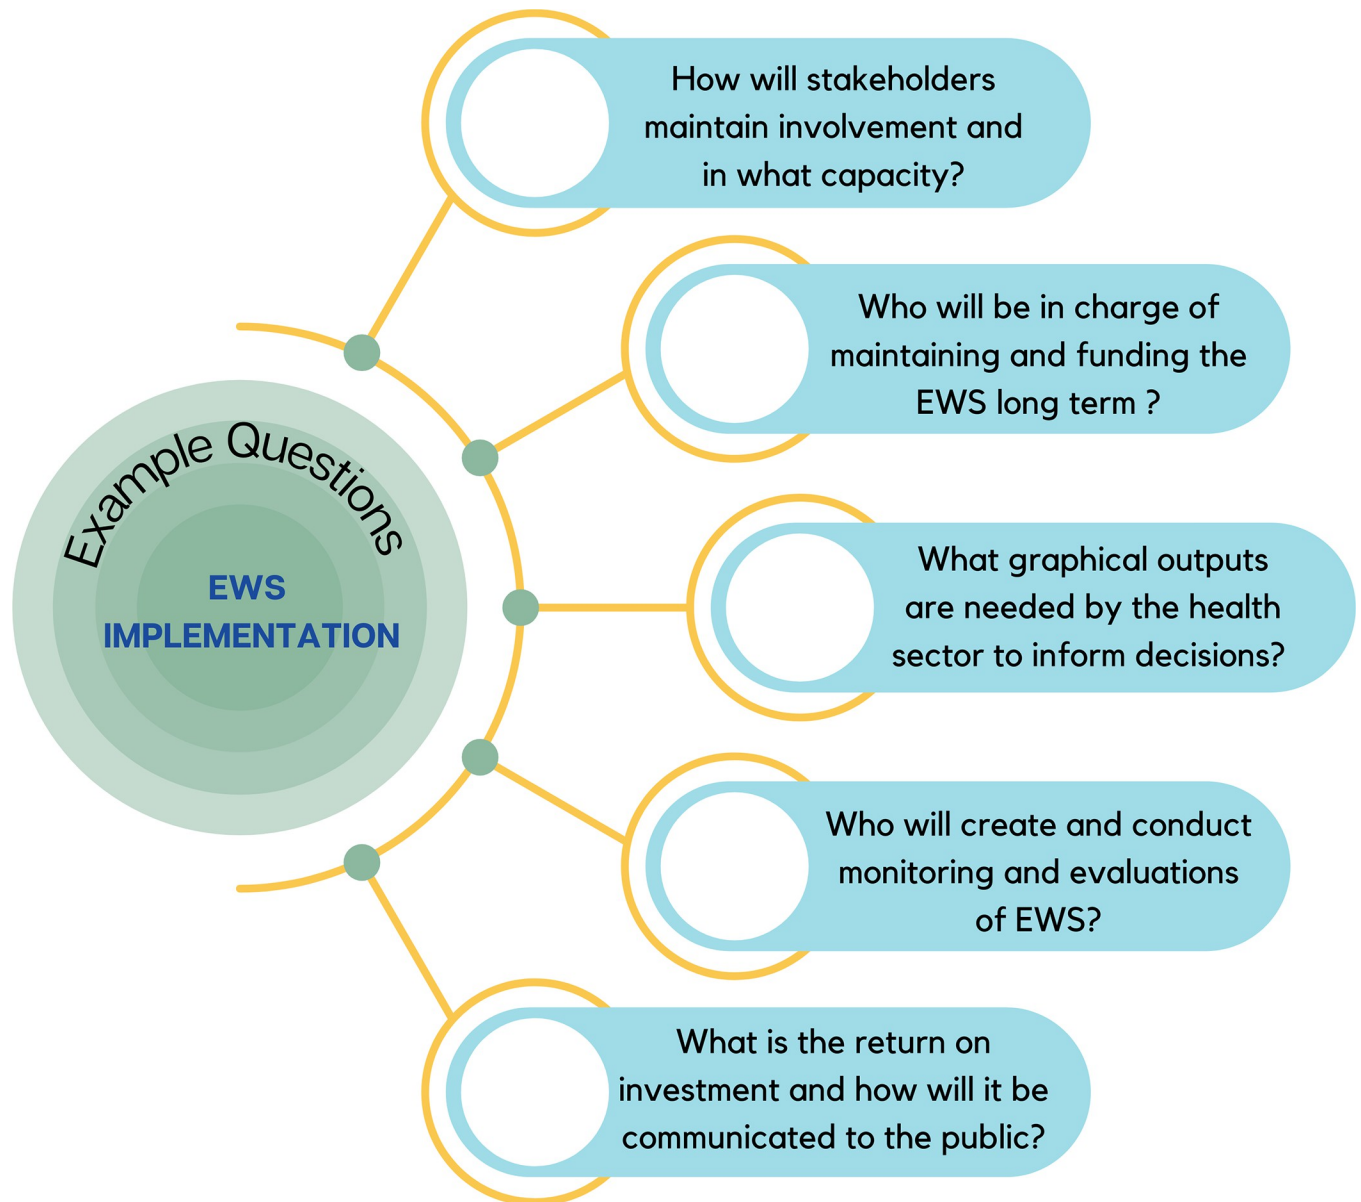 Example Questions
EWS
IMPLEMENTATION
How will stakeholders
maintain involvement and
in what capacity?
Who will be in charge of
maintaining and funding the
EWS long term ?
What graphical outputs
are needed by the health
sector to inform decisions?
Who will create and conduct
monitoring and evaluations
of EWS?
What is the return on
investment and how will it be
communicated to the public?